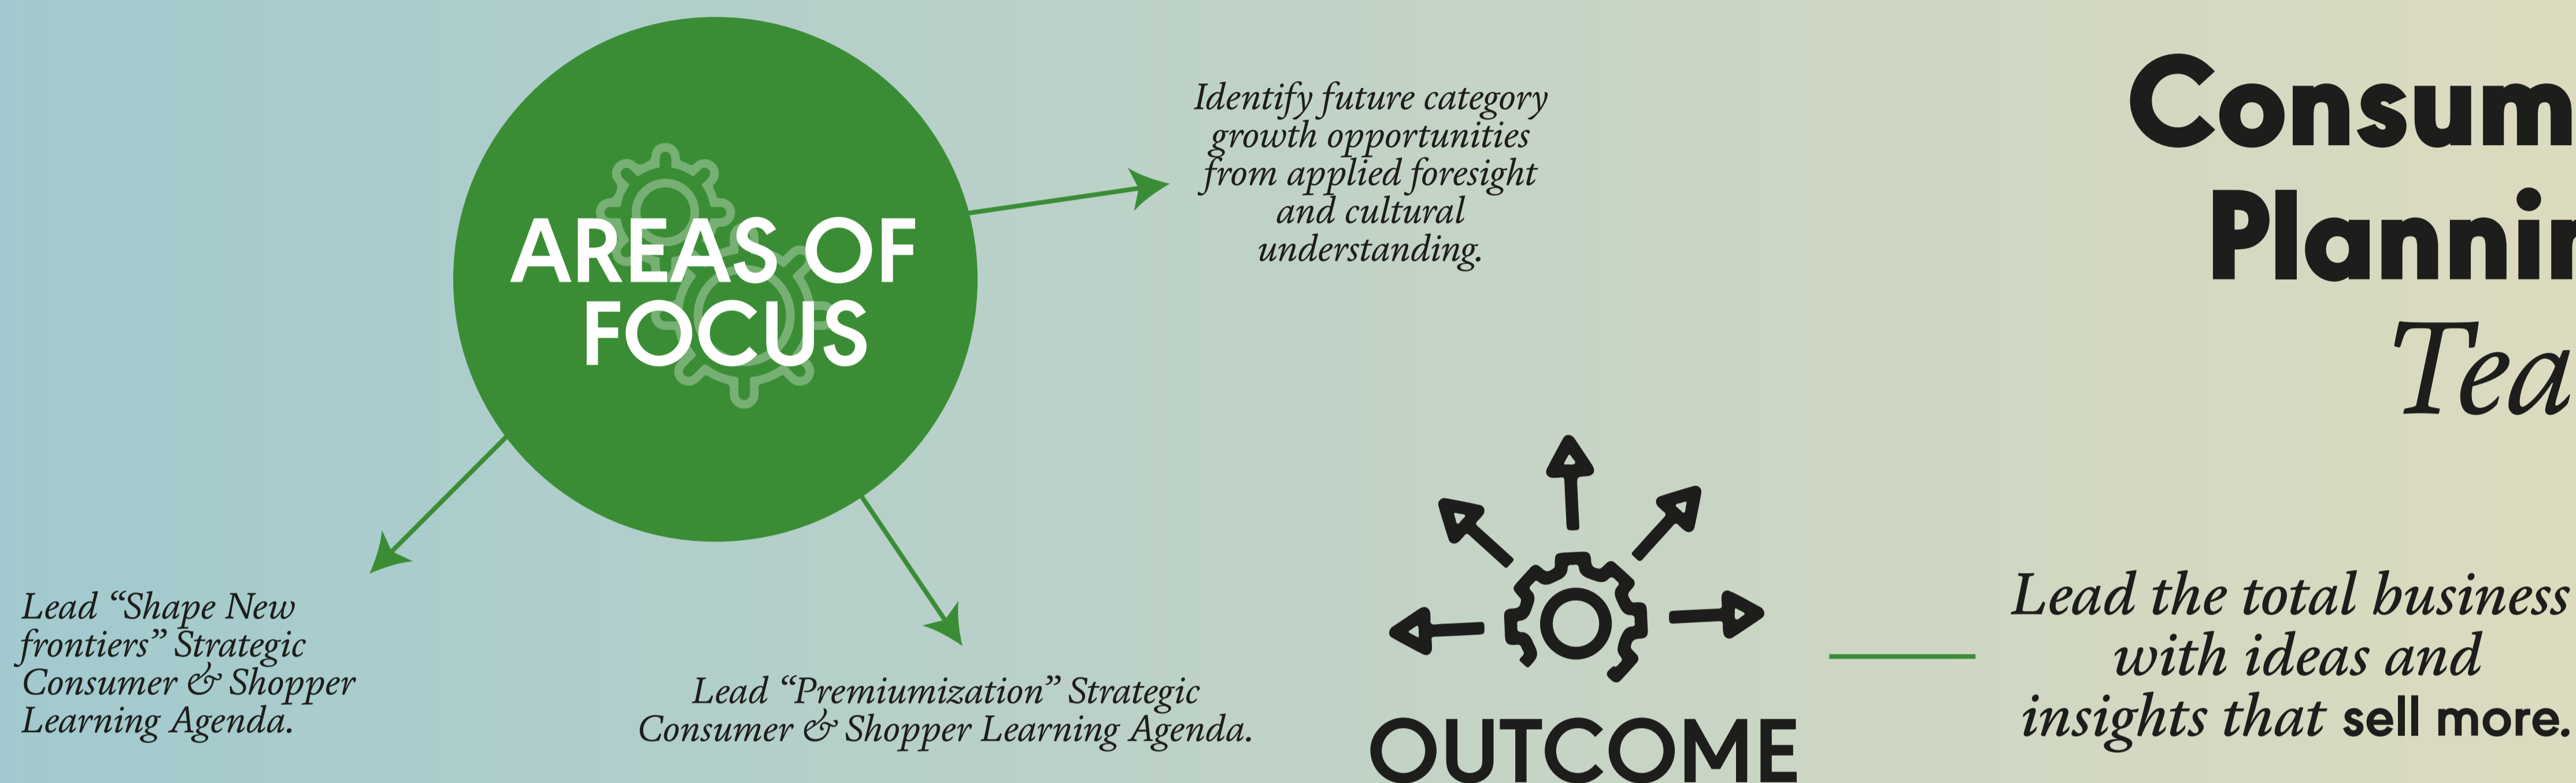 AREAS OF
FOCUS
Identify future category
growth opportunities
from applied foresight
and cultural
understanding.
Lead “Shape New
frontiers” Strategic
Consumer & Shopper
Learning Agenda.
Lead “Premiumization” Strategic
Consumer & Shopper Learning Agenda.
OUTCOME
Lead the total business
with ideas and
insights that sell more.